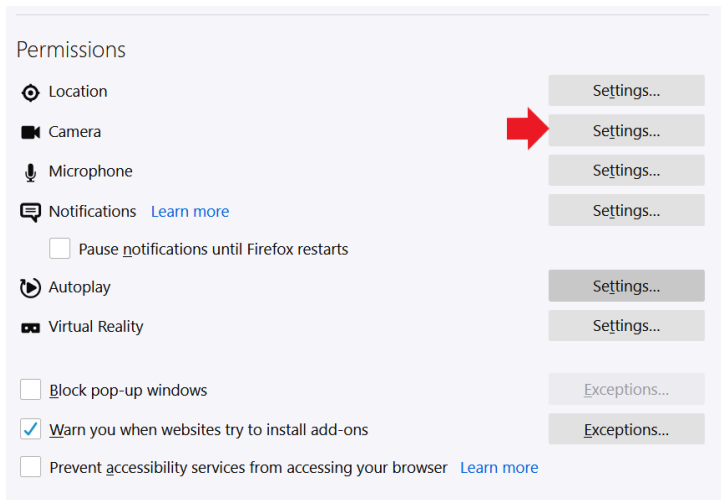 Permissions
Location Settings...
Camera Settings...
Microphone Settings...
Notifications Learn more Settings...
Pause notifications until Firefox restarts
Autoplay Settings...
Virtual Reality Settings...
Block pop-up windows Exceptions...
Warn you when websites try to install add-ons Exceptions...
Prevent accessibility services from accessing your browser Learn more